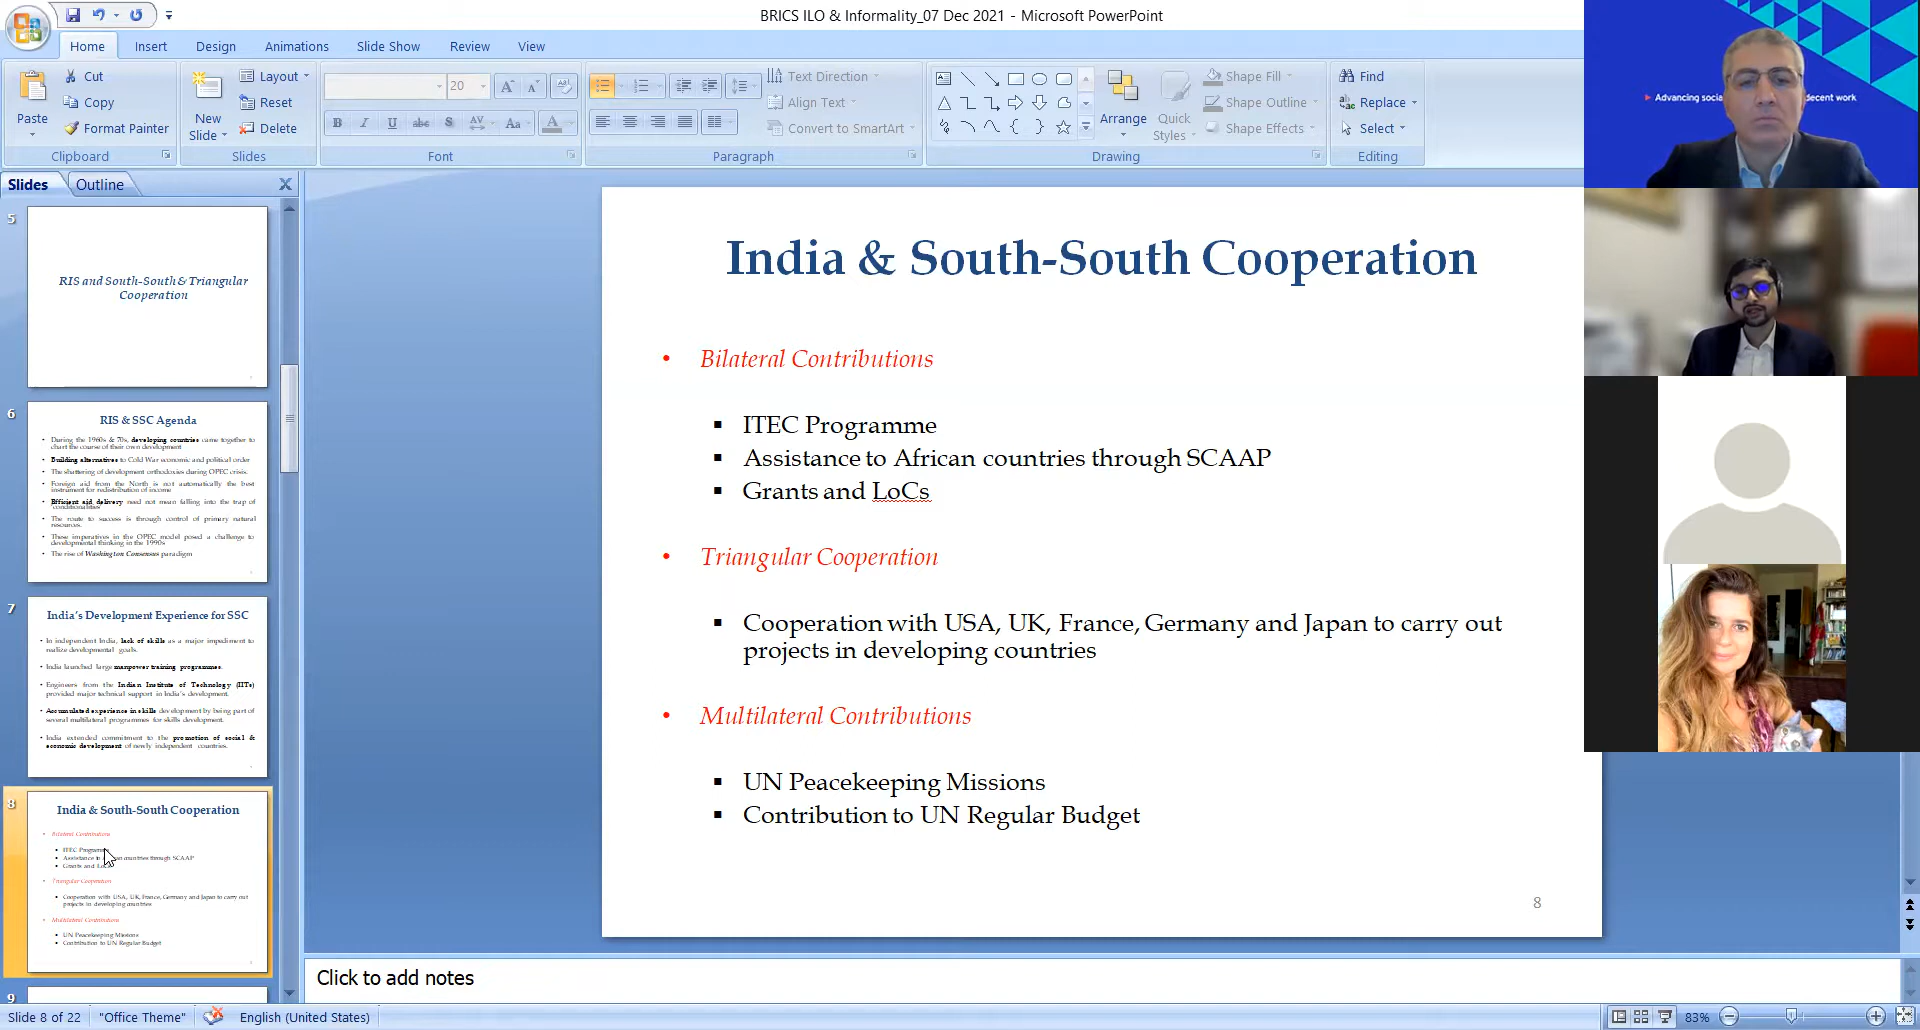 BRICS ILO & Informality_07 Dec 2021 - Microsoft PowerPoint
Home Insert Design Animations Slide Show Review View
Paste
Cut
Copy
Format Painter
Clipboard
New Slide
Layout
Reset
Delete
Slides
20
B I U abc S AV Aa A
Font
Text Direction
Align Text
Convert to SmartArt
Paragraph
Arrange
Quick Styles
Shape Fill
Shape Outline
Shape Effects
Drawing
Find
Replace
Select
Editing
Advancing socia
decent work
Slides Outline
5
RIS and South-South & Triangular
Cooperation
6
RIS & SSC Agenda
• During the 1960s & 70s, developing countries came together to
chart the course of their own development
• Building alternatives to Cold War economic and political order
• The shattering of development orthodoxies during OPEC crisis.
• Foreign aid from the North is not automatically the best
instrument for redistribution of income
• Efficient aid delivery need not mean falling into the trap of
'conditionalities'
• The route to success is through control of primary natural
resources.
• These imperatives in the OPEC model posed a challenge to
developmental thinking in the 1990s
• The rise of Washington Consensus paradigm
7
India's Development Experience for SSC
• In independent India, lack of skills as a major impediment to
realize developmental goals.
• India launched large manpower training programmes.
• Engineers from the Indian Institute of Technology (IITs)
provided major technical support in India's development.
• Accumulated experience in skills development by being part of
several multilateral programmes for skills development.
• India extended commitment to the promotion of social &
economic development of newly independent countries.
8
India & South-South Cooperation
• Bilateral Contributions
▪ ITEC Programme
▪ Assistance to African countries through SCAAP
▪ Grants and LoCs
• Triangular Cooperation
▪ Cooperation with USA, UK, France, Germany and Japan to carry out
projects in developing countries
• Multilateral Contributions
▪ UN Peacekeeping Missions
▪ Contribution to UN Regular Budget
9
India & South-South Cooperation
• Bilateral Contributions
▪ ITEC Programme
▪ Assistance to African countries through SCAAP
▪ Grants and LoCs
• Triangular Cooperation
▪ Cooperation with USA, UK, France, Germany and Japan to carry out
projects in developing countries
• Multilateral Contributions
▪ UN Peacekeeping Missions
▪ Contribution to UN Regular Budget
8
Click to add notes
Slide 8 of 22 "Office Theme" English (United States) 83%